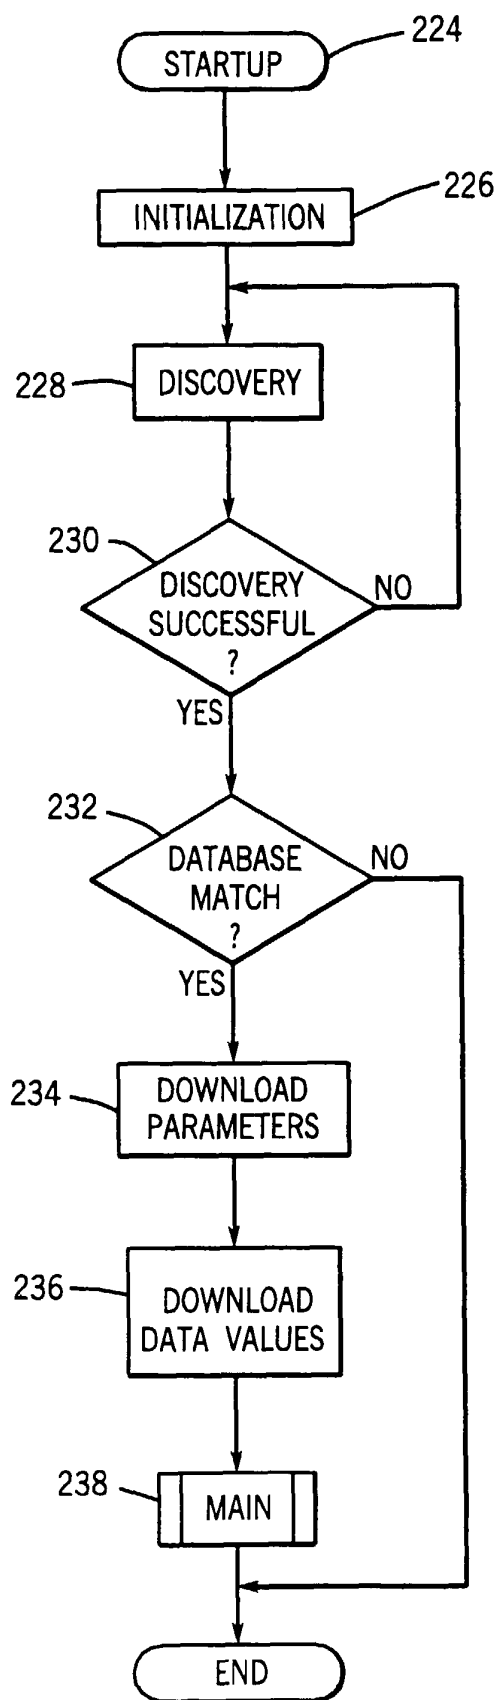 STARTUP
224
INITIALIZATION
226
228
DISCOVERY
230
DISCOVERY
SUCCESSFUL
?
NO
YES
232
DATABASE
MATCH
?
NO
YES
234
DOWNLOAD
PARAMETERS
236
DOWNLOAD
DATA VALUES
238
MAIN
END